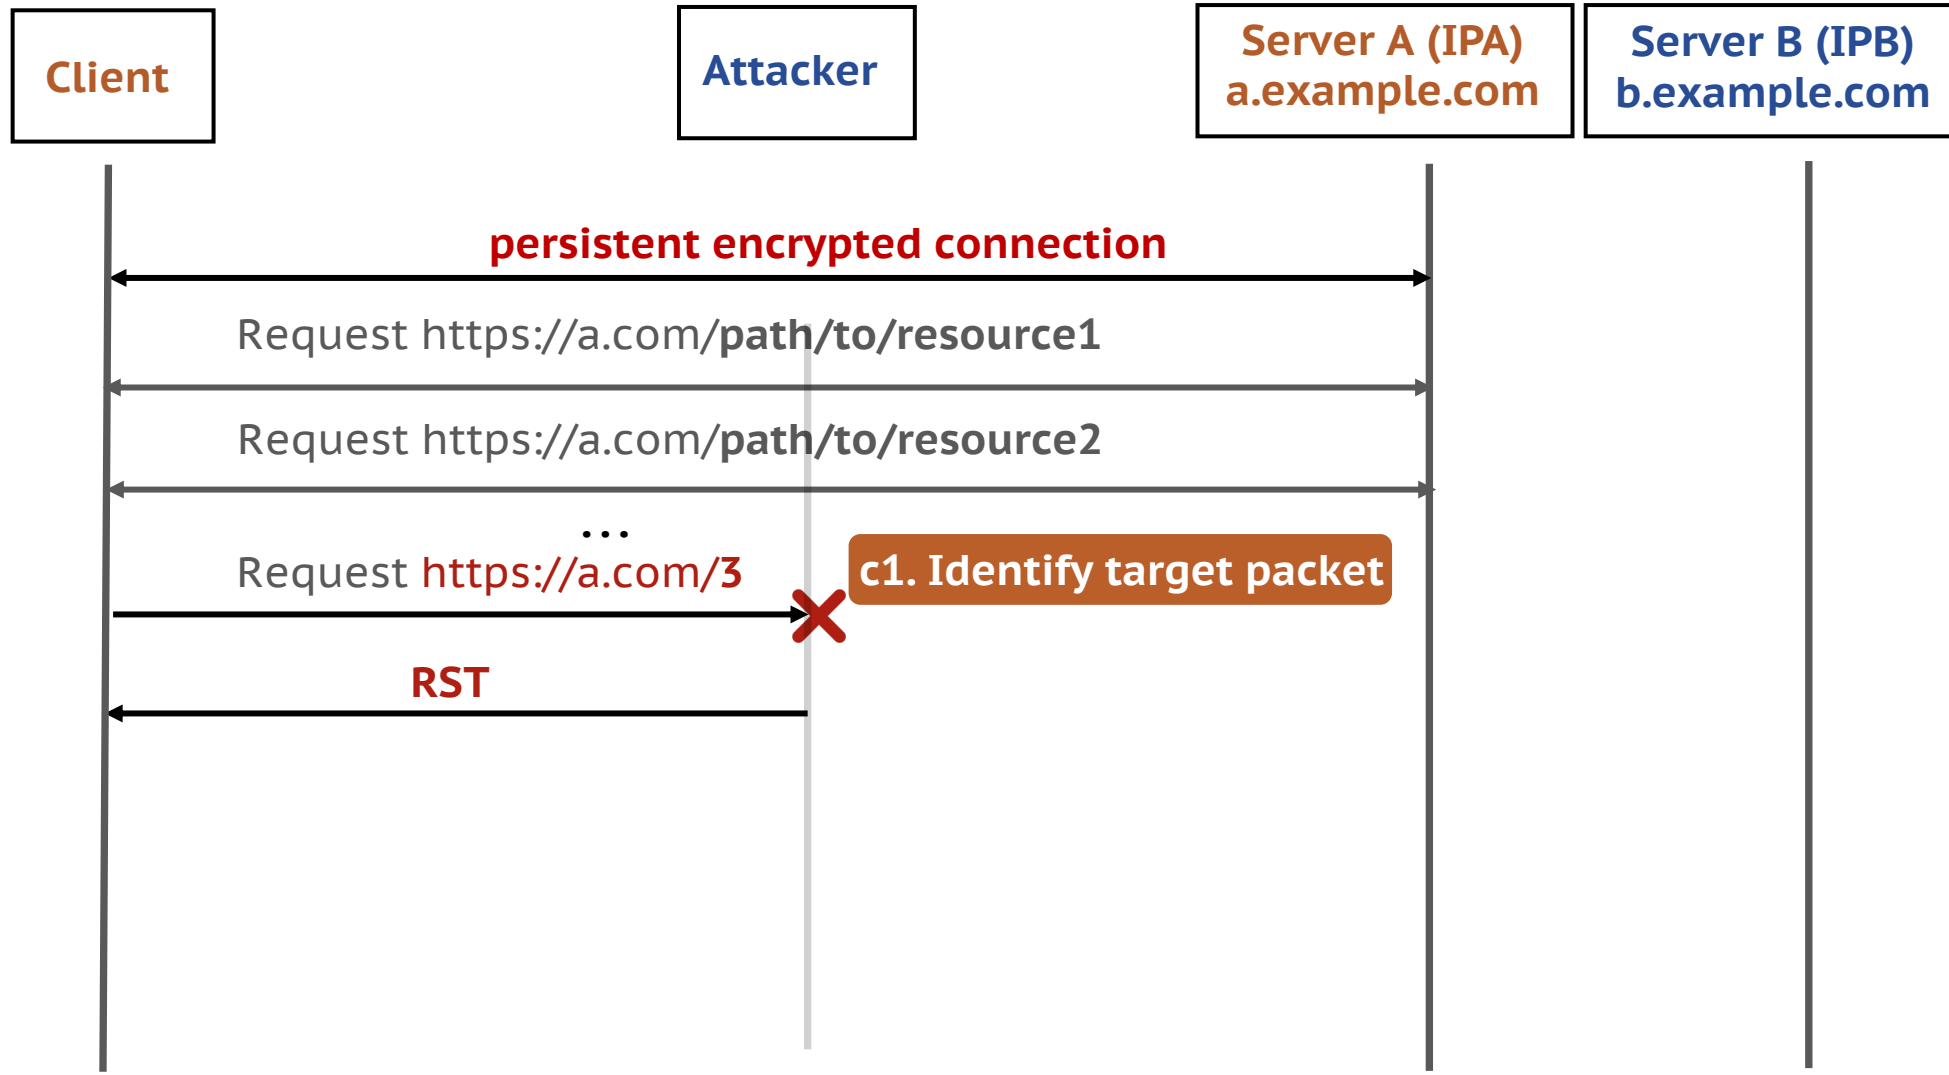 Client
Attacker
Server A (IPA)
a.example.com
Server B (IPB)
b.example.com
persistent encrypted connection
Request https://a.com/path/to/resource1
Request https://a.com/path/to/resource2
...
Request https://a.com/3
c1. Identify target packet
RST